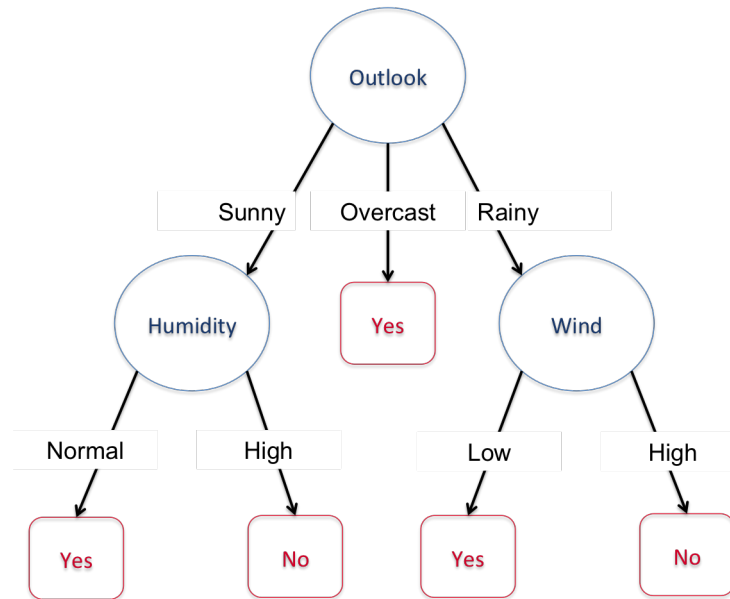 Outlook
Sunny
Overcast
Rainy
Humidity
Yes
Wind
Normal
High
Low
High
Yes
No
Yes
No